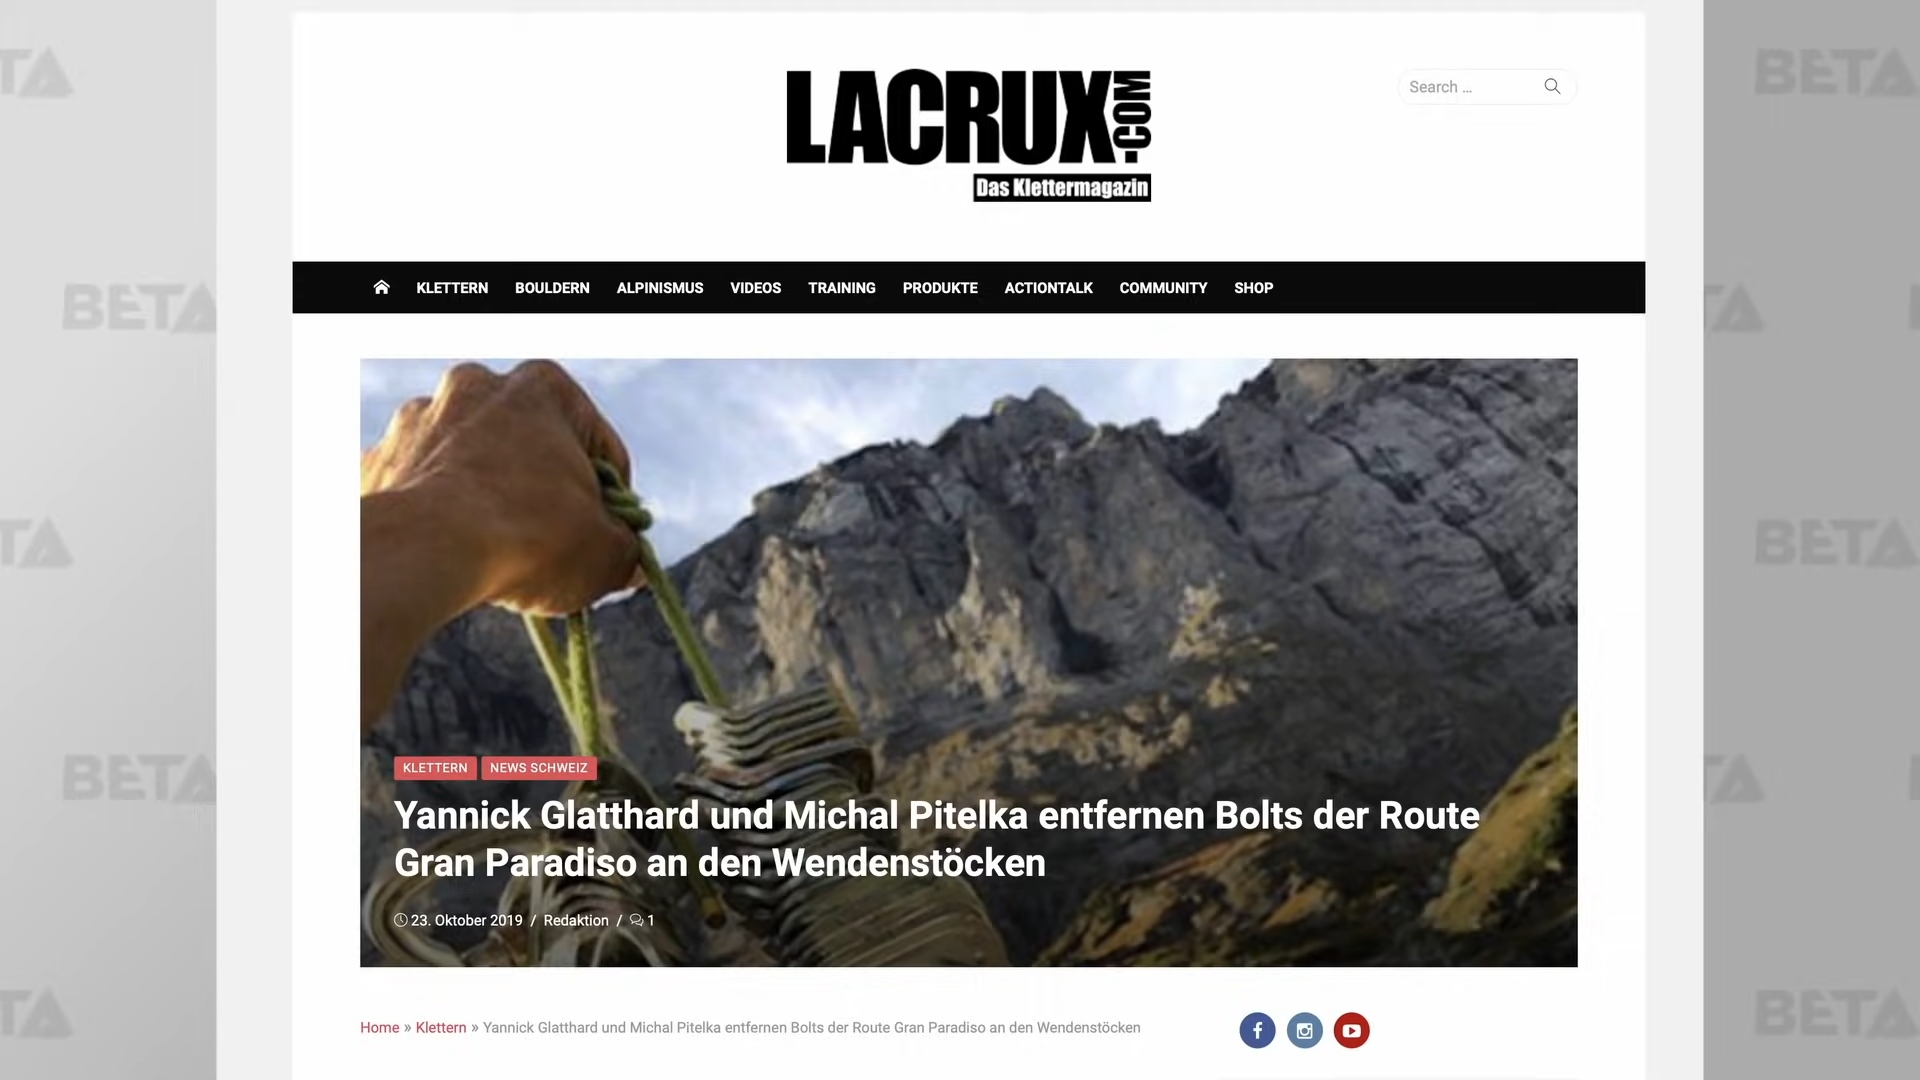 LACRUX.COM
Das Klettermagazin
Search ...
KLETTERN BOULDERN ALPINISMUS VIDEOS TRAINING PRODUKTE ACTIONTALK COMMUNITY SHOP
KLETTERN NEWS SCHWEIZ
Yannick Glatthard und Michal Pitelka entfernen Bolts der Route
Gran Paradiso an den Wendenstöcken
23. Oktober 2019 / Redaktion / 1
Home » Klettern » Yannick Glatthard und Michal Pitelka entfernen Bolts der Route Gran Paradiso an den Wendenstöcken
BETA
BETA
BETA
BETA
BETA